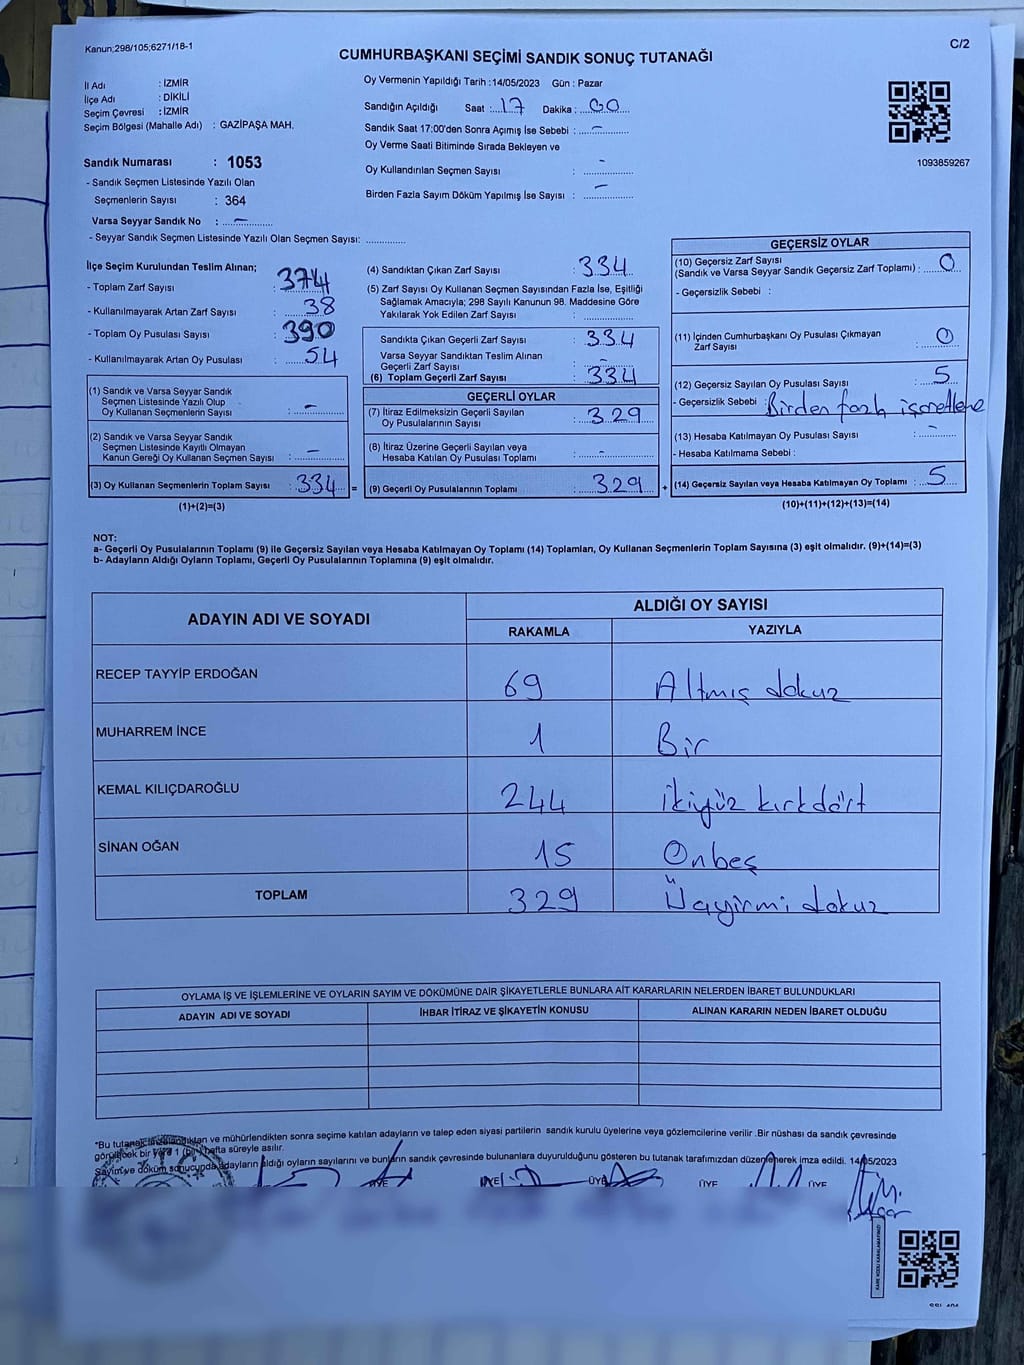 Kanun;298/105;6271/18-1
C/2
CUMHURBAŞKANI SEÇİMİ SANDIK SONUÇ TUTANAĞI
İl Adı : İZMİR
İlçe Adı : DİKİLİ
Seçim Çevresi : İZMİR
Seçim Bölgesi (Mahalle Adı) : GAZİPAŞA MAH.
Sandık Numarası : 1053
- Sandık Seçmen Listesinde Yazılı Olan
Seçmenlerin Sayısı : 364
Varsa Seyyar Sandık No : –
- Seyyar Sandık Seçmen Listesinde Yazılı Olan Seçmen Sayısı: ..............
Oy Vermenin Yapıldığı Tarih :14/05/2023 Gün : Pazar
Sandığın Açıldığı Saat : 17 Dakika : 00
Sandık Saat 17:00'den Sonra Açımış İse Sebebi : –
Oy Verme Saati Bitiminde Sırada Bekleyen ve
Oy Kullandırılan Seçmen Sayısı : –
Birden Fazla Sayım Döküm Yapılmış İse Sayısı : –
1093859267
İlçe Seçim Kurulundan Teslim Alınan;
- Toplam Zarf Sayısı : 374
- Kullanılmayarak Artan Zarf Sayısı : 38
- Toplam Oy Pusulası Sayısı : 390
- Kullanılmayarak Artan Oy Pusulası : 54
(1) Sandık ve Varsa Seyyar Sandık
Seçmen Listesinde Yazılı Olup
Oy Kullanan Seçmenlerin Sayısı : –
(2) Sandık ve Varsa Seyyar Sandık
Seçmen Listesinde Kayıtlı Olmayan
Kanun Gereği Oy Kullanan Seçmen Sayısı : –
(3) Oy Kullanan Seçmenlerin Toplam Sayısı : 334 =
(1)+(2)=(3)
(4) Sandıktan Çıkan Zarf Sayısı : 334
(5) Zarf Sayısı Oy Kullanan Seçmen Sayısından Fazla İse, Eşitliği
Sağlamak Amacıyla; 298 Sayılı Kanunun 98. Maddesine Göre
Yakılarak Yok Edilen Zarf Sayısı : ..............
Sandıkta Çıkan Geçerli Zarf Sayısı : 334
Varsa Seyyar Sandıktan Teslim Alınan
Geçerli Zarf Sayısı : –
(6) Toplam Geçerli Zarf Sayısı : 334
GEÇERLİ OYLAR
(7) İtiraz Edilmeksizin Geçerli Sayılan
Oy Pusulalarının Sayısı : 329
(8) İtiraz Üzerine Geçerli Sayılan veya
Hesaba Katılan Oy Pusulası Toplamı : –
(9) Geçerli Oy Pusulalarının Toplamı : 329 +
GEÇERSİZ OYLAR
(10) Geçersiz Zarf Sayısı
(Sandık ve Varsa Seyyar Sandık Geçersiz Zarf Toplamı) : 0
- Geçersizlik Sebebi :
(11) İçinden Cumhurbaşkanı Oy Pusulası Çıkmayan
Zarf Sayısı : 0
(12) Geçersiz Sayılan Oy Pusulası Sayısı : 5
- Geçersizlik Sebebi : Birden fazla işaretleme
(13) Hesaba Katılmayan Oy Pusulası Sayısı : –
- Hesaba Katılmama Sebebi :
(14) Geçersiz Sayılan veya Hesaba Katılmayan Oy Toplamı : 5
(10)+(11)+(12)+(13)=(14)
NOT:
a- Geçerli Oy Pusulalarının Toplamı (9) ile Geçersiz Sayılan veya Hesaba Katılmayan Oy Toplamı (14) Toplamları, Oy Kullanan Seçmenlerin Toplam Sayısına (3) eşit olmalıdır. (9)+(14)=(3)
b- Adayların Aldığı Oyların Toplamı, Geçerli Oy Pusulalarının Toplamına (9) eşit olmalıdır.
ADAYIN ADI VE SOYADI
ALDIĞI OY SAYISI
RAKAMLA YAZIYLA
RECEP TAYYİP ERDOĞAN 69 Altmış dokuz
MUHARREM İNCE 1 Bir
KEMAL KILIÇDAROĞLU 244 ikiyüz kırkdört
SİNAN OĞAN 15 Onbeş
TOPLAM 329 Üçyirmi dokuz
OYLAMA İŞ VE İŞLEMLERİNE VE OYLARIN SAYIM VE DÖKÜMÜNE DAİR ŞİKAYETLERLE BUNLARA AİT KARARLARIN NELERDEN İBARET BULUNDUKLARI
ADAYIN ADI VE SOYADI İHBAR İTİRAZ VE ŞİKAYETİN KONUSU ALINAN KARARIN NEDEN İBARET OLDUĞU
"Bu tutanak imzalandıktan ve mühürlendikten sonra seçime katılan adayların ve talep eden siyasi partilerin sandık kurulu üyelerine veya gözlemcilerine verilir .Bir nüshası da sandık çevresinde
görülecek bir yere 1 (bir) hafta süreyle asılır.
Sayım ve döküm sonucunda adayların aldığı oyların sayılarını ve bunların sandık çevresinde bulunanlara duyurulduğunu gösteren bu tutanak tarafımızdan düzenlenerek imza edildi. 14/05/2023
ÜYE ÜYE ÜYE ÜYE ÜYE